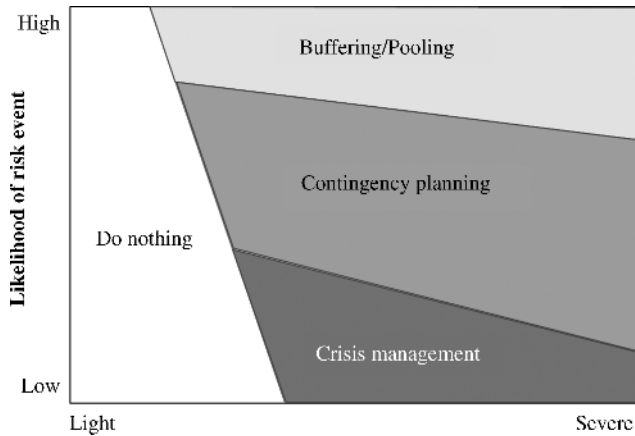 High
Buffering/Pooling
Contingency planning
Likelihood of risk event
Do nothing
Crisis management
Low
Light
Severe